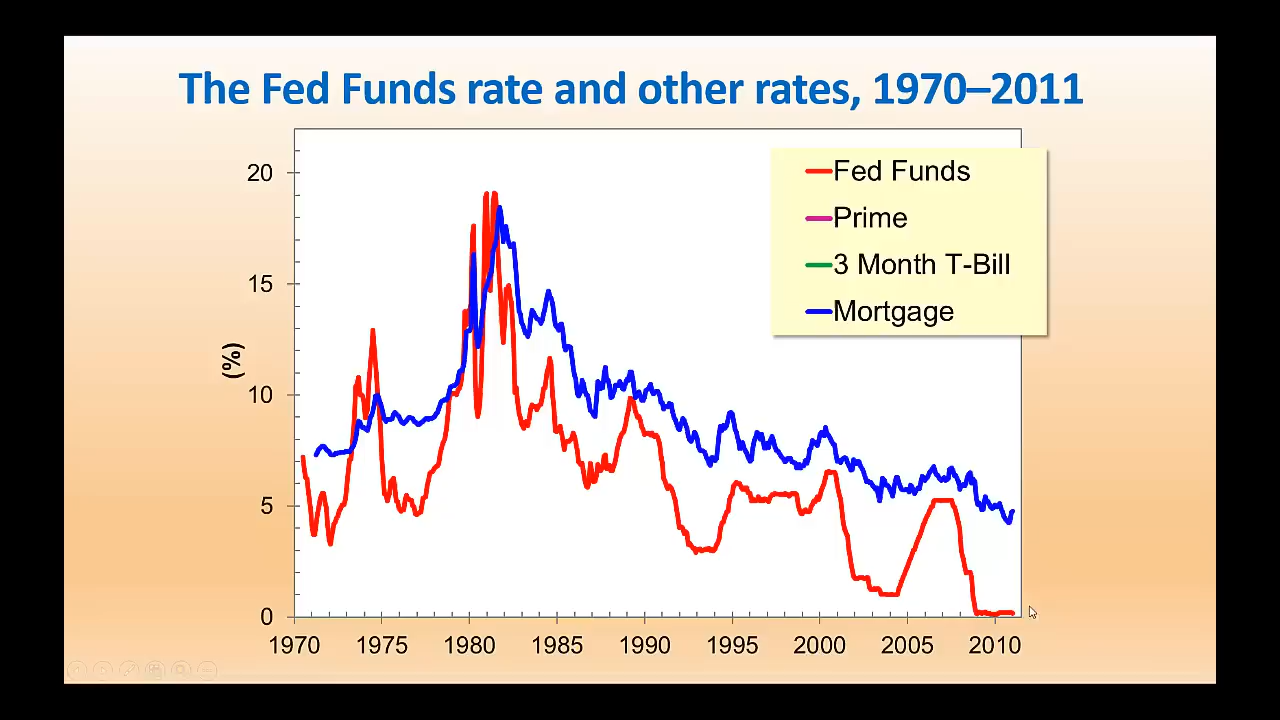 The Fed Funds rate and other rates, 1970–2011
Fed Funds
Prime
3 Month T-Bill
Mortgage
(%)
20
15
10
5
0
1970 1975 1980 1985 1990 1995 2000 2005 2010